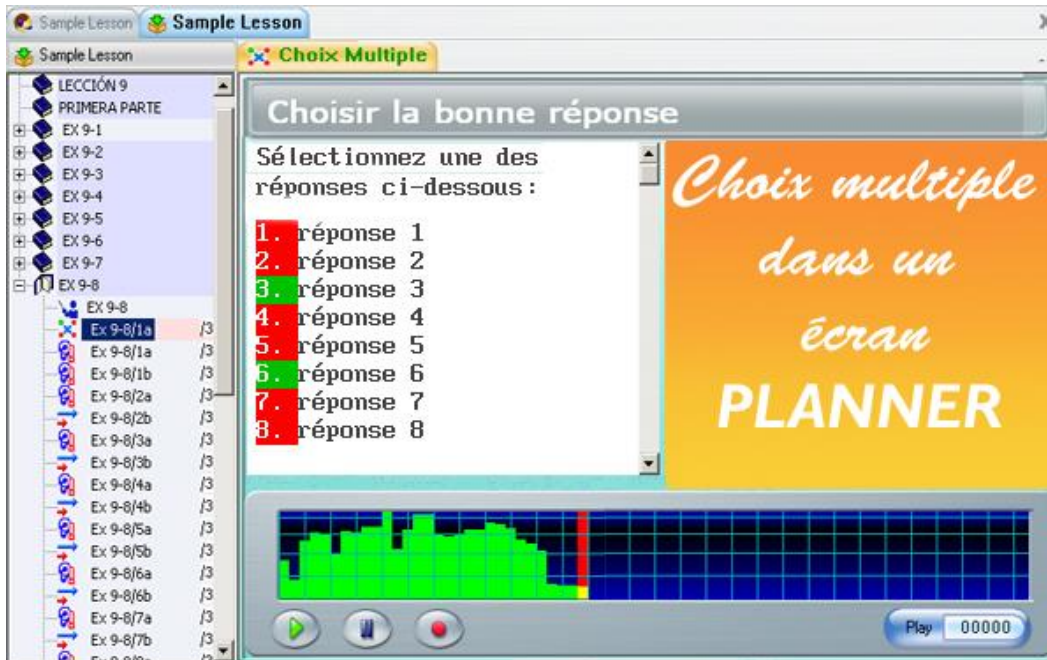 Sample Lesson
Sample Lesson
Sample Lesson
LECCIÓN 9
PRIMERA PARTE
EX 9-1
EX 9-2
EX 9-3
EX 9-4
EX 9-5
EX 9-6
EX 9-7
EX 9-8
EX 9-8
Ex 9-8/1a /3
Ex 9-8/1a /3
Ex 9-8/1b /3
Ex 9-8/2a /3
Ex 9-8/2b /3
Ex 9-8/3a /3
Ex 9-8/3b /3
Ex 9-8/4a /3
Ex 9-8/4b /3
Ex 9-8/5a /3
Ex 9-8/5b /3
Ex 9-8/6a /3
Ex 9-8/6b /3
Ex 9-8/7a /3
Ex 9-8/7b /3
Choix Multiple
Choisir la bonne réponse
Sélectionnez une des
réponses ci-dessous:
1. réponse 1
2. réponse 2
3. réponse 3
4. réponse 4
5. réponse 5
6. réponse 6
7. réponse 7
8. réponse 8
Choix multiple
dans un
écran
PLANNER
Play 00000